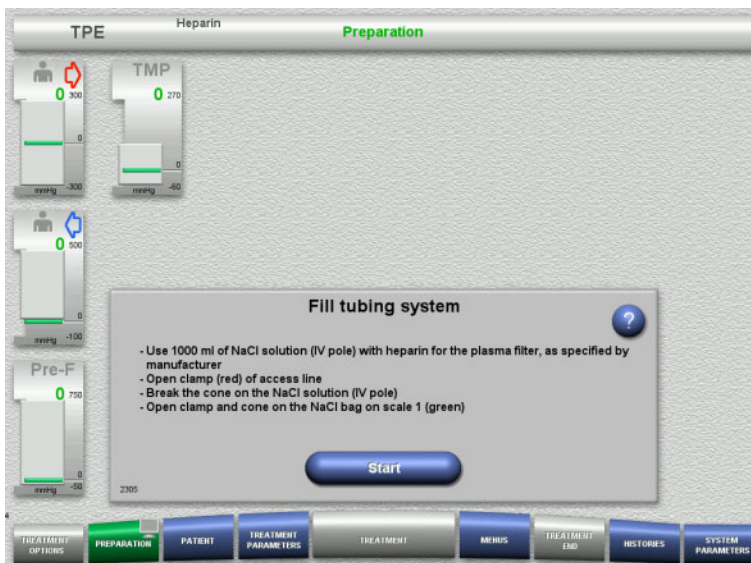 TPE
Heparin
Preparation
0
300
0
mmHg
-300
TMP
0
270
0
mmHg
-60
0
500
0
mmHg
-100
Pre-F
0
750
0
mmHg
-50
Fill tubing system
?
- Use 1000 ml of NaCl solution (IV pole) with heparin for the plasma filter, as specified by
manufacturer
- Open clamp (red) of access line
- Break the cone on the NaCl solution (IV pole)
- Open clamp and cone on the NaCl bag on scale 1 (green)
Start
2305
TREATMENT
OPTIONS
PREPARATION
PATIENT
TREATMENT
PARAMETERS
TREATMENT
MENUS
TREATMENT
END
HISTORIES
SYSTEM
PARAMETERS